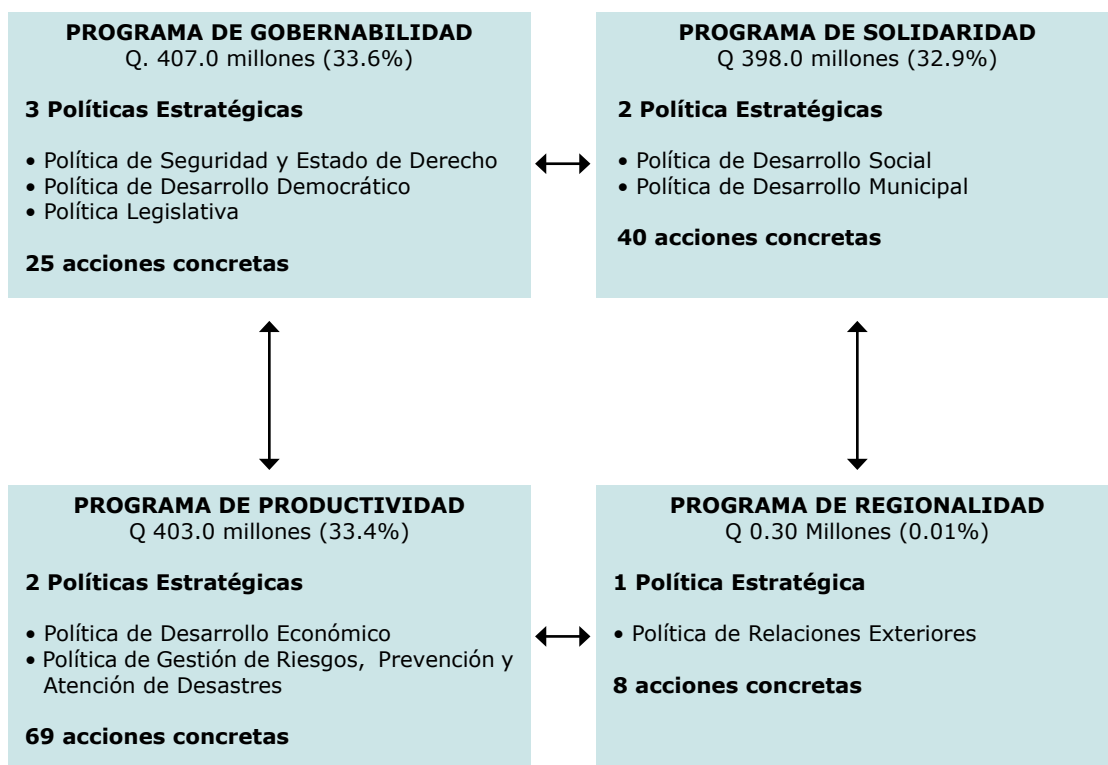 PROGRAMA DE GOBERNABILIDAD
Q. 407.0 millones (33.6%)
3 Políticas Estratégicas
• Política de Seguridad y Estado de Derecho
• Política de Desarrollo Democrático
• Política Legislativa
25 acciones concretas
PROGRAMA DE SOLIDARIDAD
Q 398.0 millones (32.9%)
2 Política Estratégicas
• Política de Desarrollo Social
• Política de Desarrollo Municipal
40 acciones concretas
PROGRAMA DE PRODUCTIVIDAD
Q 403.0 millones (33.4%)
2 Políticas Estratégicas
• Política de Desarrollo Económico
• Política de Gestión de Riesgos, Prevención y
Atención de Desastres
69 acciones concretas
PROGRAMA DE REGIONALIDAD
Q 0.30 Millones (0.01%)
1 Política Estratégica
• Política de Relaciones Exteriores
8 acciones concretas